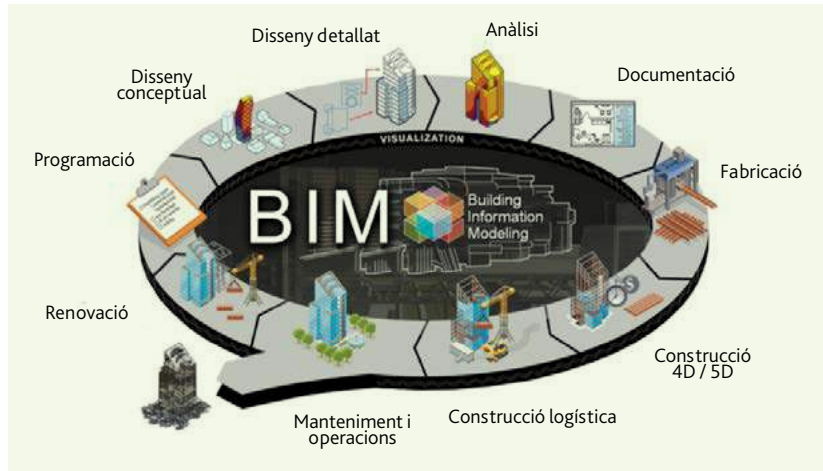 Disseny detallat
Anàlisi
Disseny
conceptual
Documentació
VISUALIZATION
Programació
Fabricació
BIM
Building
Information
Modeling
Renovació
Construcció
4D / 5D
Manteniment i
operacions
Construcció logística